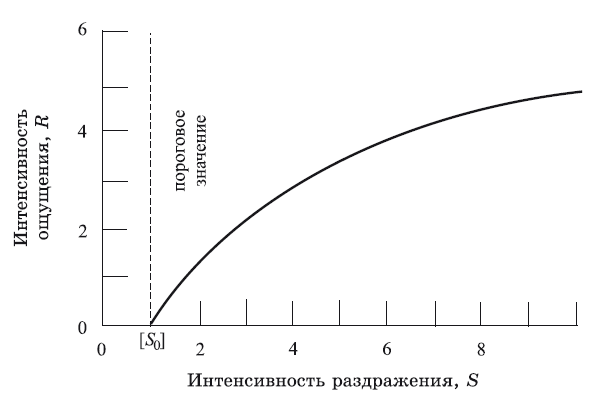 6
4
2
0
Интенсивность
ощущения, R
пороговое
значение
0
[S₀]
2
4
6
8
Интенсивность раздражения, S